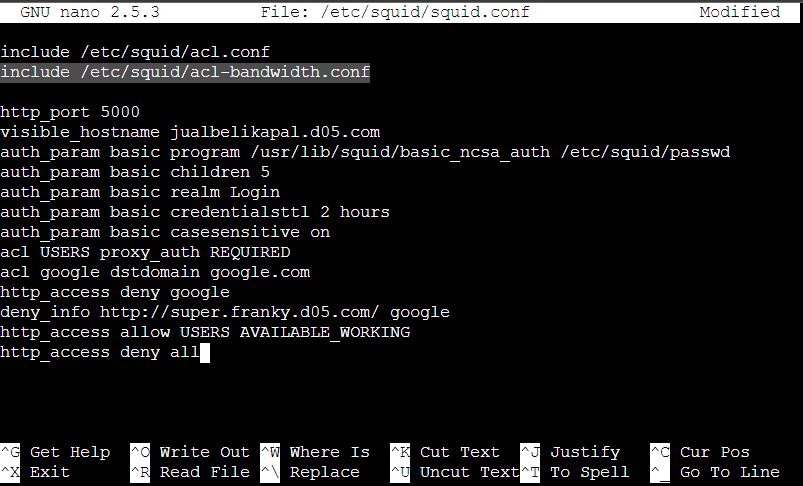 GNU nano 2.5.3 File: /etc/squid/squid.conf Modified
include /etc/squid/acl.conf
include /etc/squid/acl-bandwidth.conf
http_port 5000
visible_hostname jualbelikapal.d05.com
auth_param basic program /usr/lib/squid/basic_ncsa_auth /etc/squid/passwd
auth_param basic children 5
auth_param basic realm Login
auth_param basic credentialsttl 2 hours
auth_param basic casesensitive on
acl USERS proxy_auth REQUIRED
acl google dstdomain google.com
http_access deny google
deny_info http://super.franky.d05.com/ google
http_access allow USERS AVAILABLE_WORKING
http_access deny all
^G Get Help ^O Write Out ^W Where Is ^K Cut Text ^J Justify ^C Cur Pos
^X Exit ^R Read File ^\ Replace ^U Uncut Text ^T To Spell ^_ Go To Line